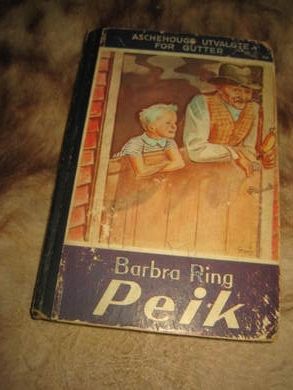 ASCHEHOUGS UTVALGTE
FOR GUTTER
Barbra Ring
Peik